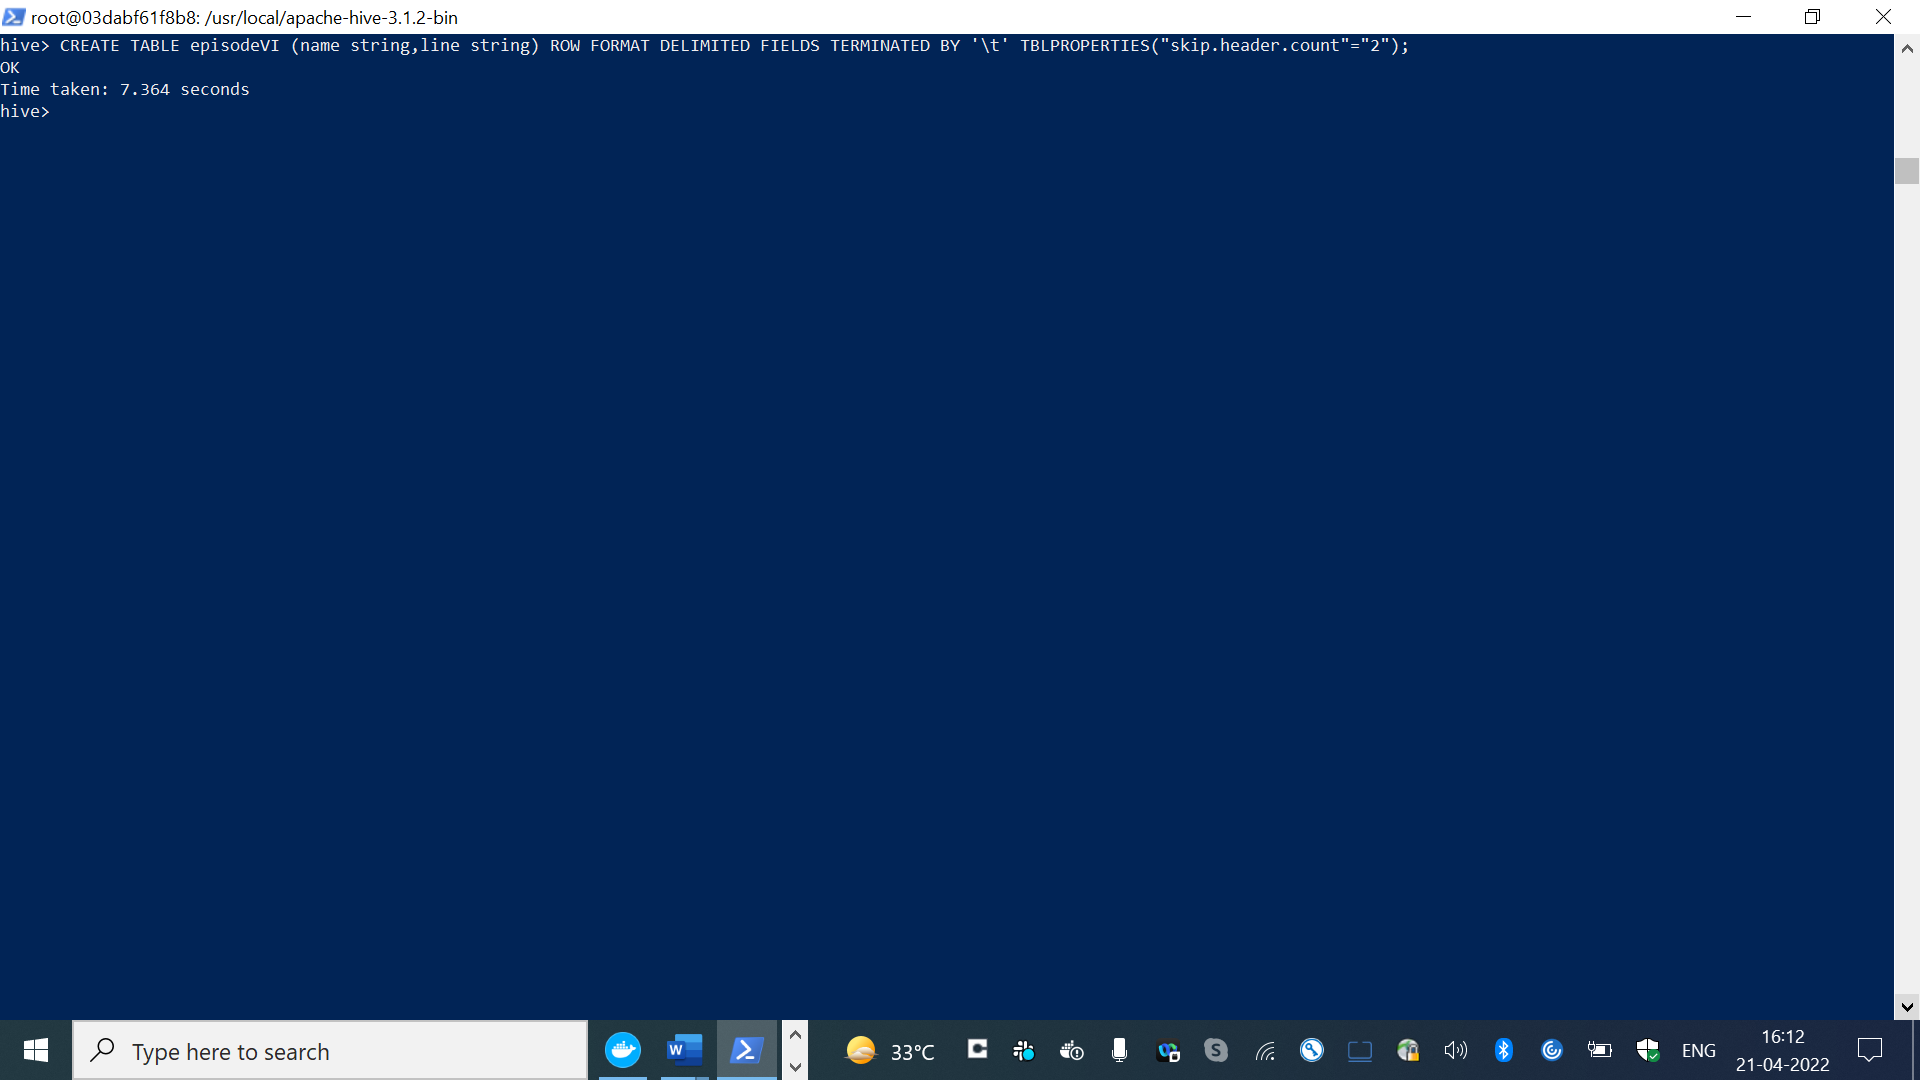 root@03dabf61f8b8: /usr/local/apache-hive-3.1.2-bin
hive> CREATE TABLE episodeVI (name string,line string) ROW FORMAT DELIMITED FIELDS TERMINATED BY '\t' TBLPROPERTIES("skip.header.count"="2");
OK
Time taken: 7.364 seconds
hive>
Type here to search
33°C
ENG
16:12
21-04-2022